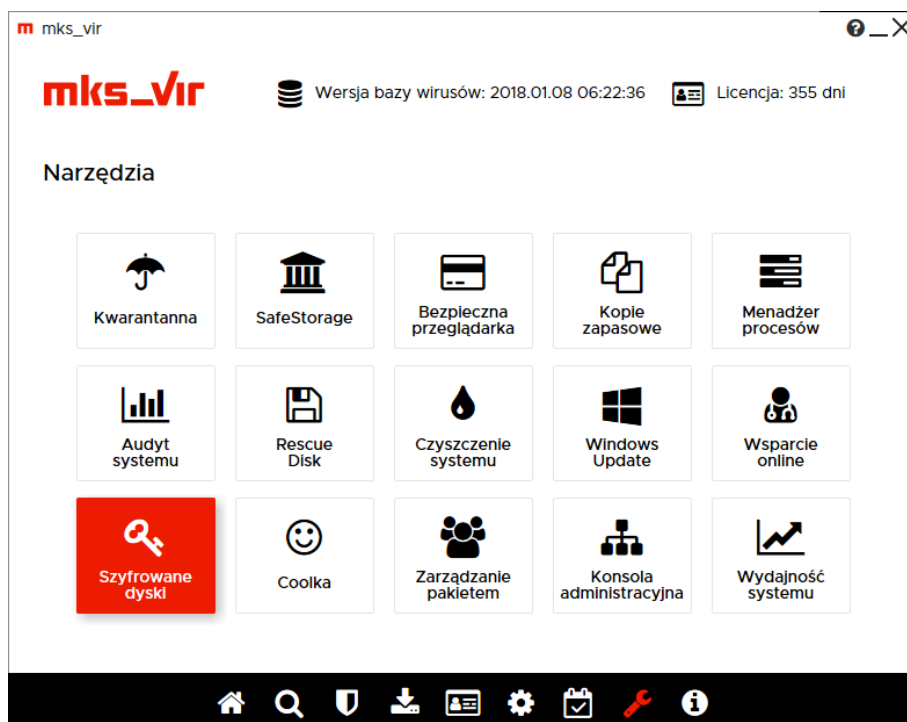 m mks_vir
mks_vir
Wersja bazy wirusów: 2018.01.08 06:22:36
Licencja: 355 dni
Narzędzia
Kwarantanna
SafeStorage
Bezpieczna
przeglądarka
Kopie
zapasowe
Menadżer
procesów
Audyt
systemu
Rescue
Disk
Czyszczenie
systemu
Windows
Update
Wsparcie
online
Szyfrowane
dyski
Coolka
Zarządzanie
pakietem
Konsola
administracyjna
Wydajność
systemu